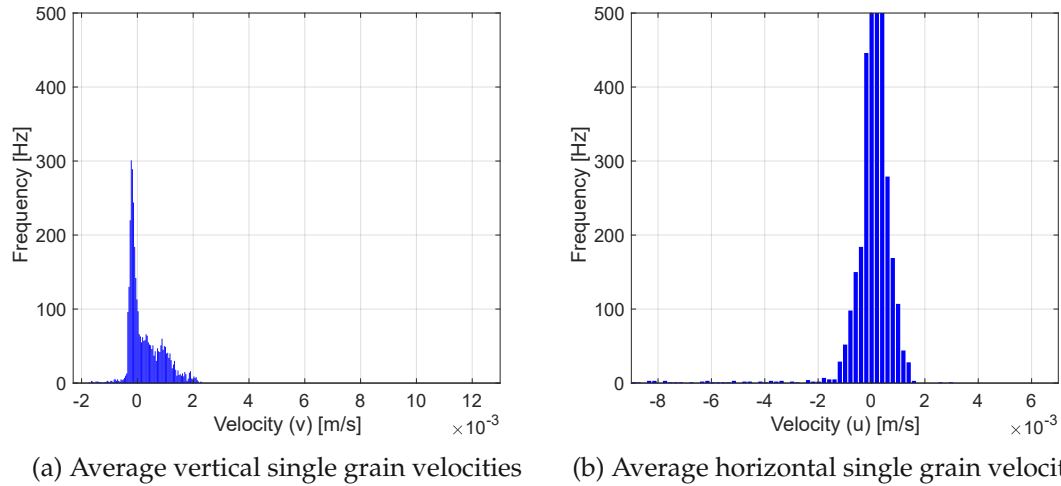 500
400
300
200
100
0
Frequency [Hz]
-2 0 2 4 6 8 10 12
Velocity (v) [m/s]
×10⁻³
(a) Average vertical single grain velocities
500
400
300
200
100
0
Frequency [Hz]
-8 -6 -4 -2 0 2 4 6
Velocity (u) [m/s]
×10⁻³
(b) Average horizontal single grain velocit